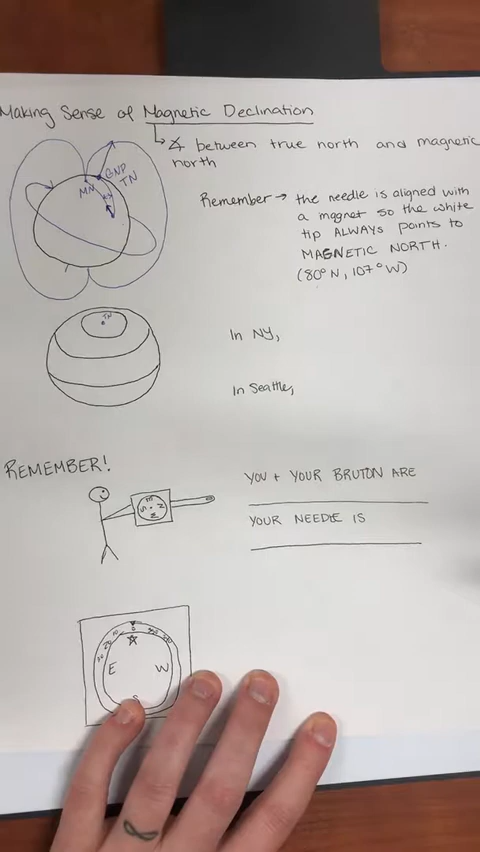 Making Sense of Magnetic Declination
∡ between true north and magnetic
north
GNP
MN
TN
Remember → the needle is aligned with
a magnet so the white
tip ALWAYS points to
MAGNETIC NORTH.
(80° N, 107° W)
TN
In NY,
In Seattle,
REMEMBER!
YOU + YOUR BRUTON ARE
YOUR NEEDLE IS
E
N
S
W
0
10
E
W
S